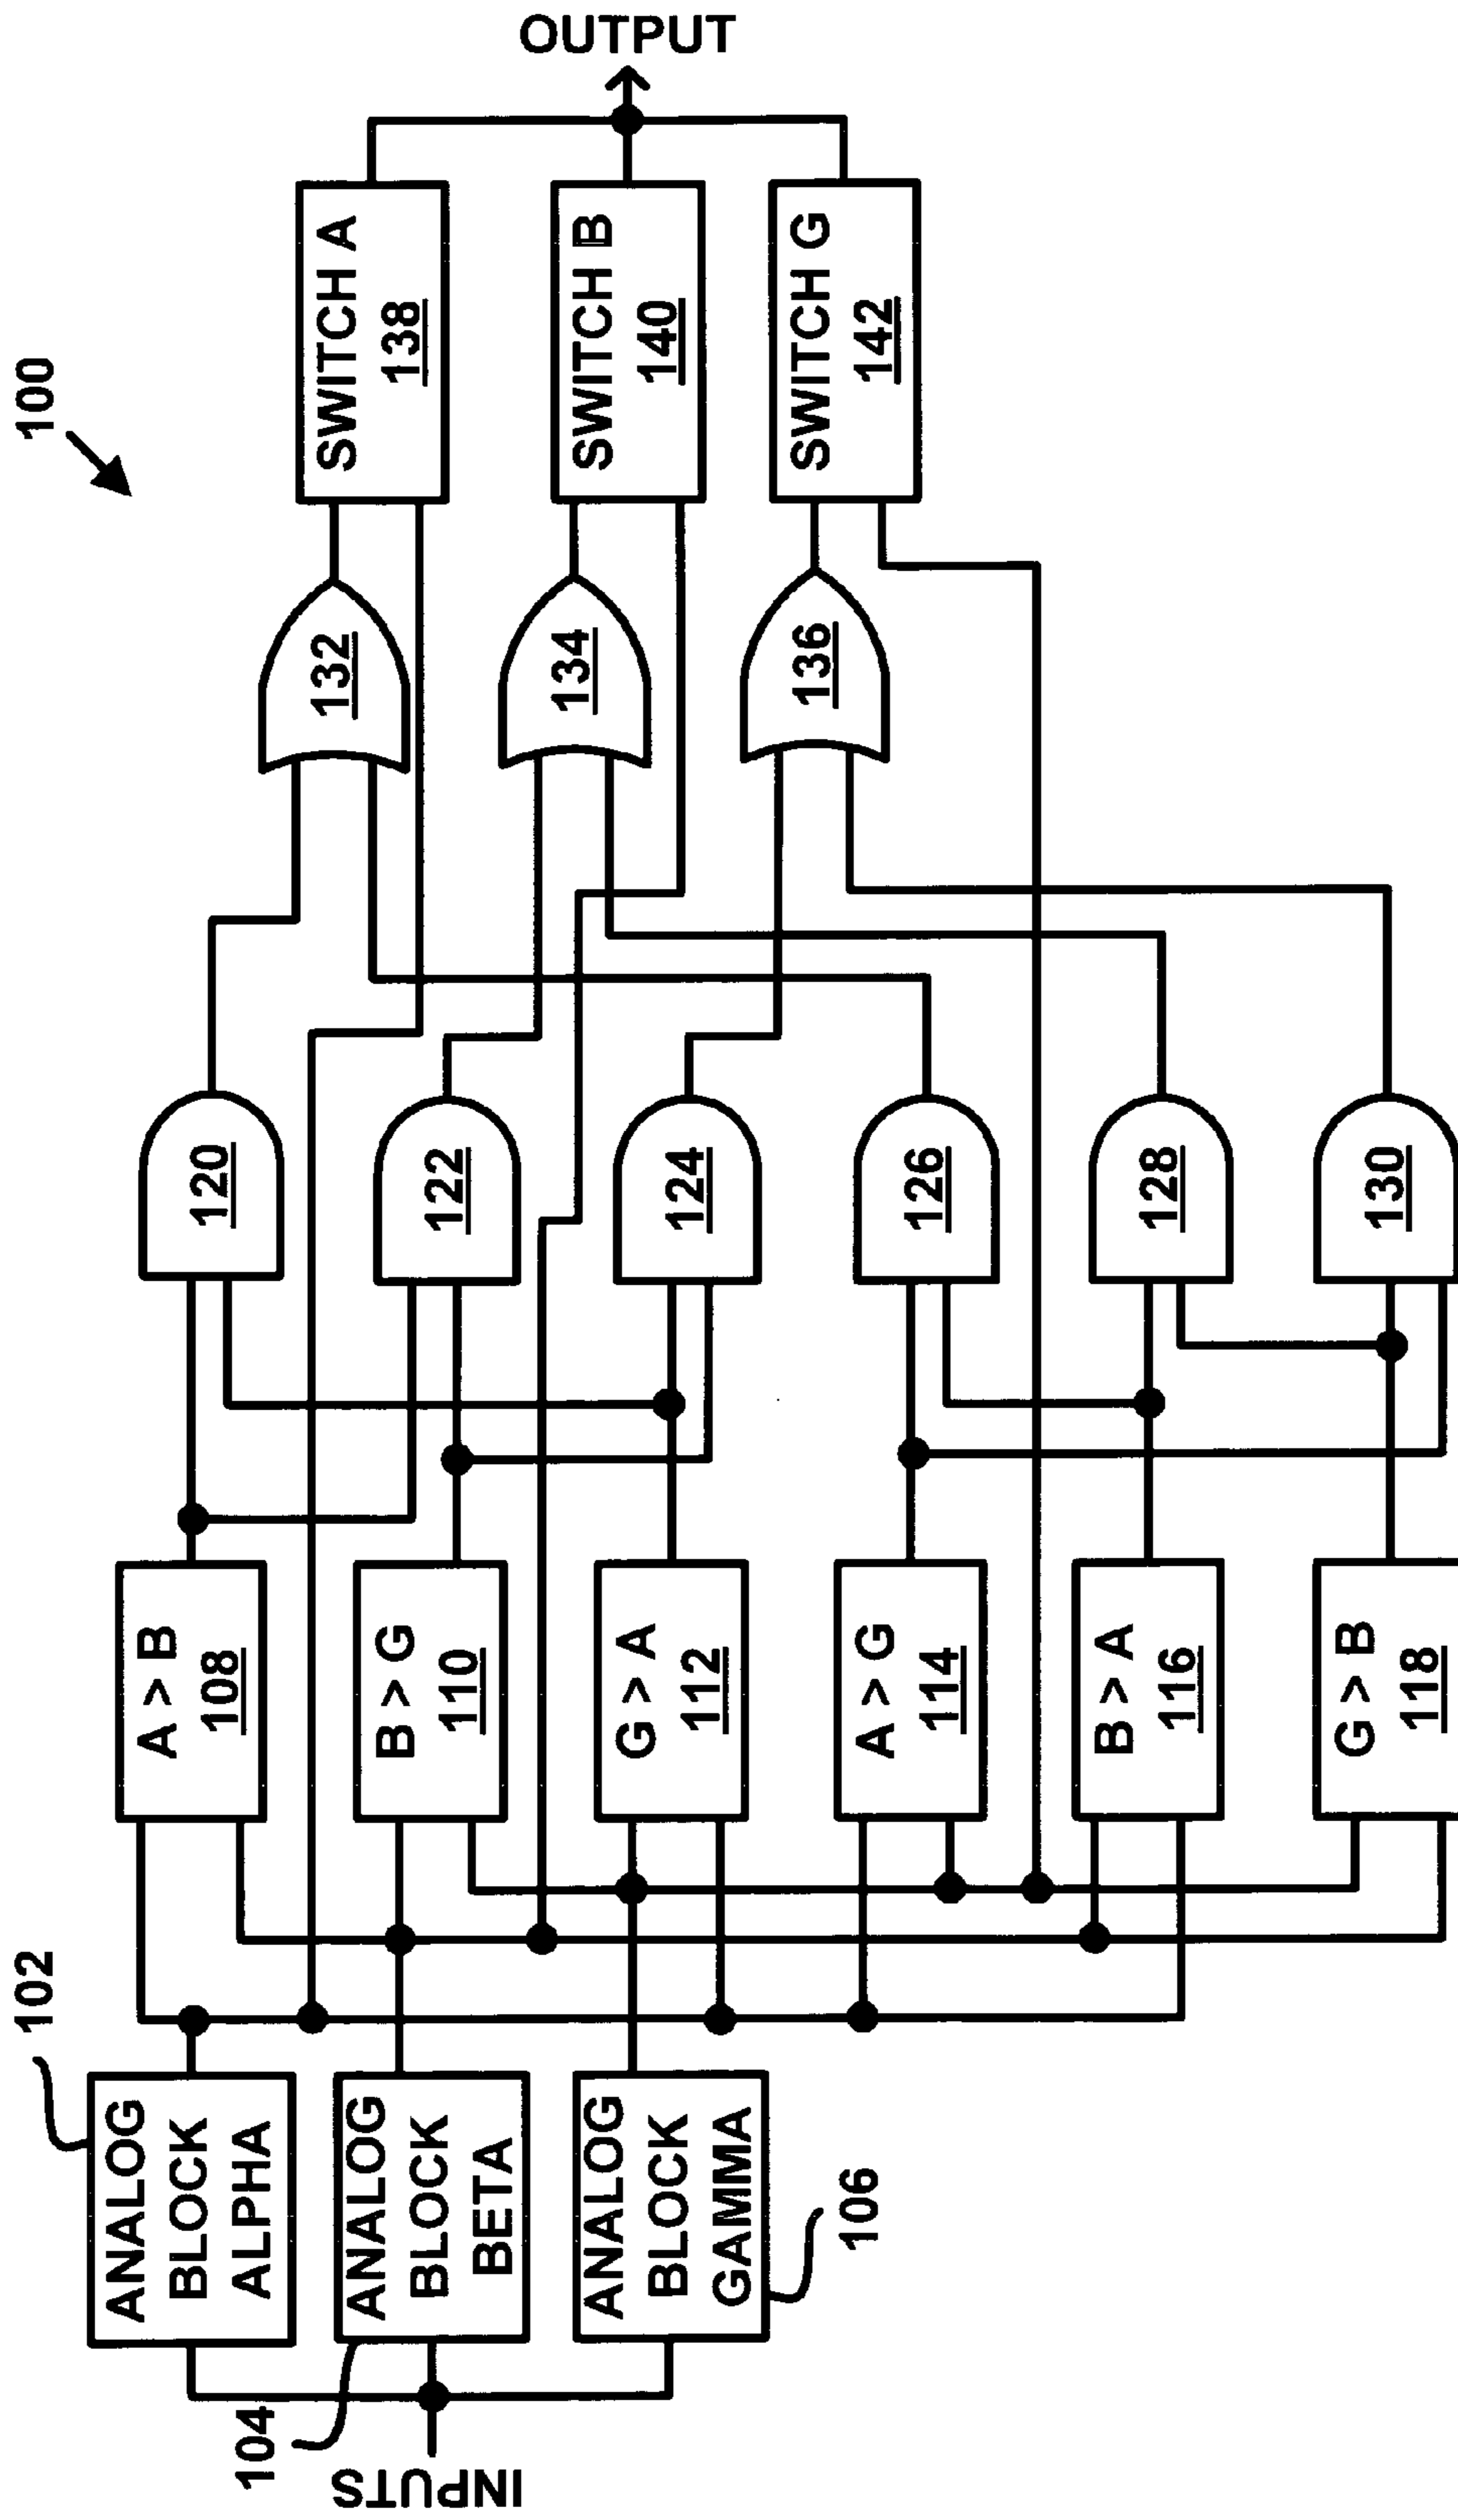 100
102
ANALOG
BLOCK
ALPHA
104
ANALOG
BLOCK
BETA
ANALOG
BLOCK
GAMMA
106
INPUTS
A > B
108
B > G
110
G > A
112
A > G
114
B > A
116
G > B
118
120
122
124
126
128
130
132
134
136
SWITCH A
138
SWITCH B
140
SWITCH G
142
OUTPUT